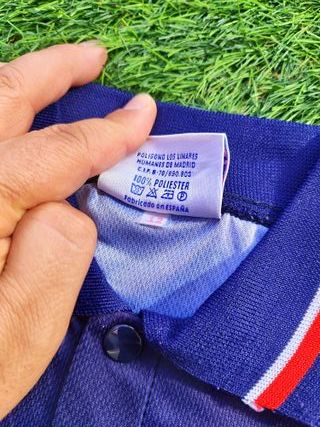 POLIGONO LOS LINARES
HUMANES DE MADRID
C.I.F. B-78/690.803
100% POLIESTER
Fabricado en ESPAÑA